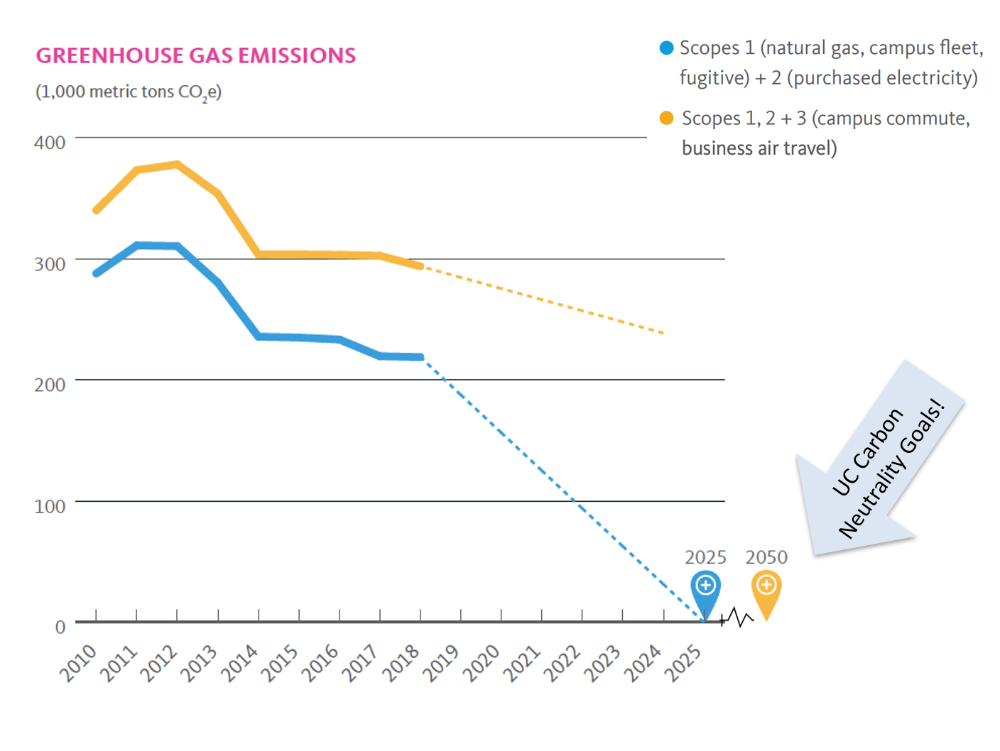 GREENHOUSE GAS EMISSIONS
(1,000 metric tons CO₂e)
Scopes 1 (natural gas, campus fleet,
fugitive) + 2 (purchased electricity)
Scopes 1, 2 + 3 (campus commute,
business air travel)
400
300
200
100
0
UC Carbon
Neutrality Goals!
2025 2050
2010 2011 2012 2013 2014 2015 2016 2017 2018 2019 2020 2021 2022 2023 2024 2025